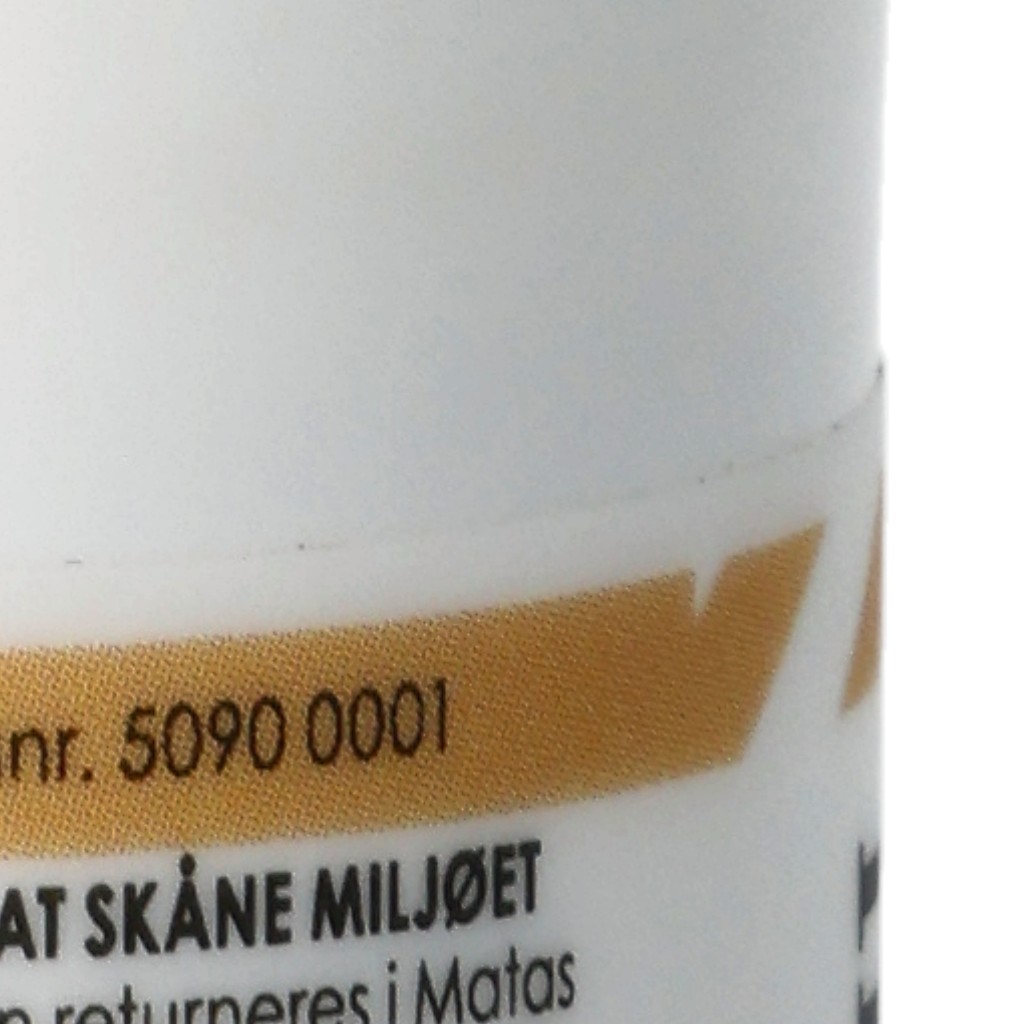 nr. 5090 0001
AT SKÅNE MILJØET
returneres i Matas